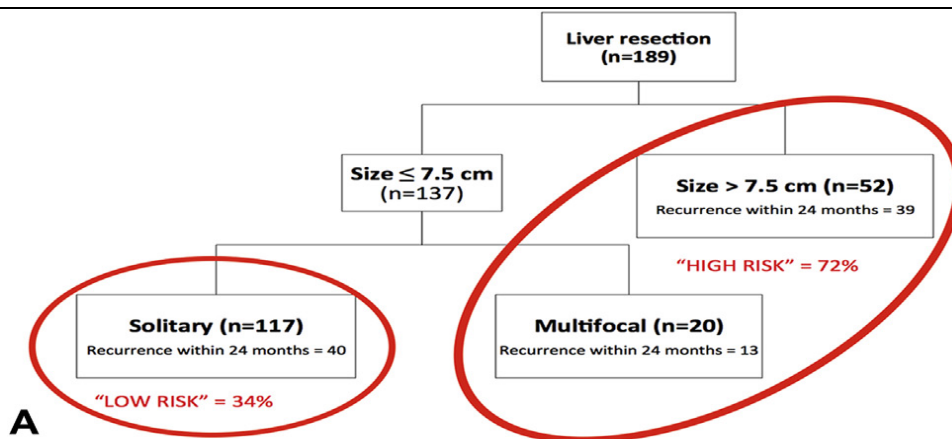 Liver resection
(n=189)
Size ≤ 7.5 cm
(n=137)
Size > 7.5 cm (n=52)
Recurrence within 24 months = 39
“HIGH RISK” = 72%
Solitary (n=117)
Recurrence within 24 months = 40
Multifocal (n=20)
Recurrence within 24 months = 13
“LOW RISK” = 34%
A